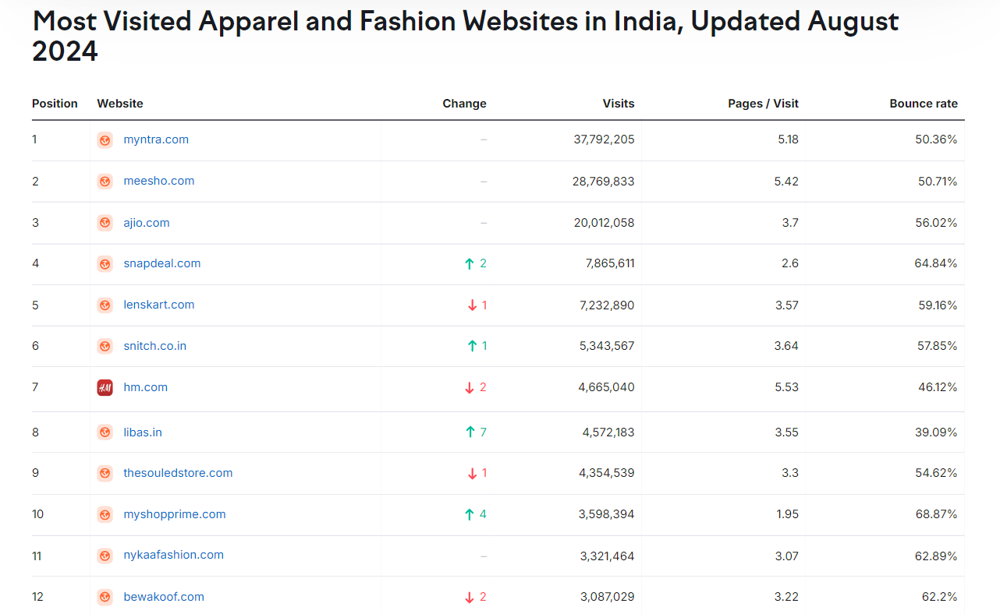 Most Visited Apparel and Fashion Websites in India, Updated August
2024
Position Website Change Visits Pages / Visit Bounce rate
1 myntra.com – 37,792,205 5.18 50.36%
2 meesho.com – 28,769,833 5.42 50.71%
3 ajio.com – 20,012,058 3.7 56.02%
4 snapdeal.com ↑ 2 7,865,611 2.6 64.84%
5 lenskart.com ↓ 1 7,232,890 3.57 59.16%
6 snitch.co.in ↑ 1 5,343,567 3.64 57.85%
7 H&M hm.com ↓ 2 4,665,040 5.53 46.12%
8 libas.in ↑ 7 4,572,183 3.55 39.09%
9 thesouledstore.com ↓ 1 4,354,539 3.3 54.62%
10 myshopprime.com ↑ 4 3,598,394 1.95 68.87%
11 nykaafashion.com – 3,321,464 3.07 62.89%
12 bewakoof.com ↓ 2 3,087,029 3.22 62.2%